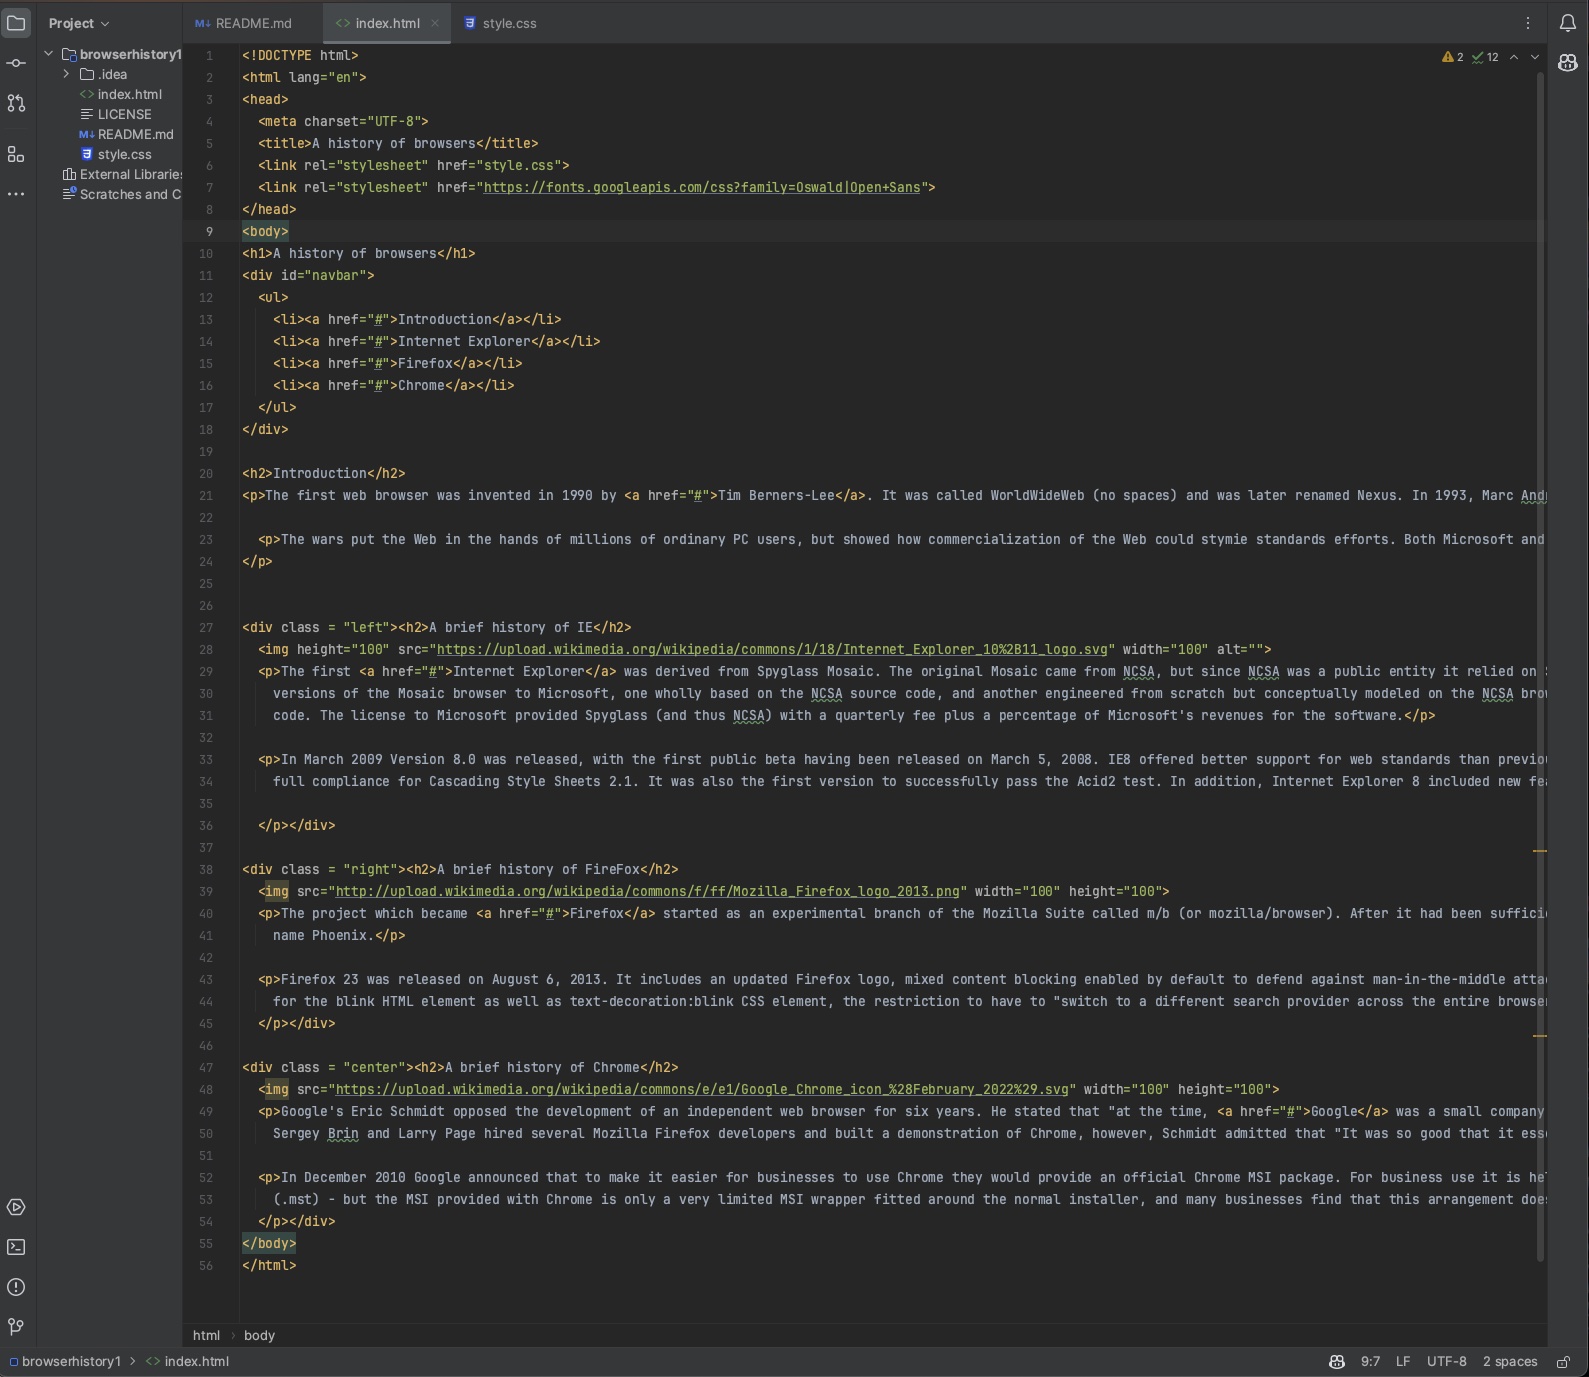 Project
README.md
index.html
style.css
browserhistory1
.idea
index.html
LICENSE
README.md
style.css
External Libraries
Scratches and C
2 12
1 <!DOCTYPE html>
2 <html lang="en">
3 <head>
4 <meta charset="UTF-8">
5 <title>A history of browsers</title>
6 <link rel="stylesheet" href="style.css">
7 <link rel="stylesheet" href="https://fonts.googleapis.com/css?family=Oswald|Open+Sans">
8 </head>
9 <body>
10 <h1>A history of browsers</h1>
11 <div id="navbar">
12 <ul>
13 <li><a href="#">Introduction</a></li>
14 <li><a href="#">Internet Explorer</a></li>
15 <li><a href="#">Firefox</a></li>
16 <li><a href="#">Chrome</a></li>
17 </ul>
18 </div>
19
20 <h2>Introduction</h2>
21 <p>The first web browser was invented in 1990 by <a href="#">Tim Berners-Lee</a>. It was called WorldWideWeb (no spaces) and was later renamed Nexus. In 1993, Marc And
22
23 <p>The wars put the Web in the hands of millions of ordinary PC users, but showed how commercialization of the Web could stymie standards efforts. Both Microsoft and
24 </p>
25
26
27 <div class = "left"><h2>A brief history of IE</h2>
28 <img height="100" src="https://upload.wikimedia.org/wikipedia/commons/1/18/Internet_Explorer_10%2B11_logo.svg" width="100" alt="">
29 <p>The first <a href="#">Internet Explorer</a> was derived from Spyglass Mosaic. The original Mosaic came from NCSA, but since NCSA was a public entity it relied on S
30 versions of the Mosaic browser to Microsoft, one wholly based on the NCSA source code, and another engineered from scratch but conceptually modeled on the NCSA brow
31 code. The license to Microsoft provided Spyglass (and thus NCSA) with a quarterly fee plus a percentage of Microsoft's revenues for the software.</p>
32
33 <p>In March 2009 Version 8.0 was released, with the first public beta having been released on March 5, 2008. IE8 offered better support for web standards than previou
34 full compliance for Cascading Style Sheets 2.1. It was also the first version to successfully pass the Acid2 test. In addition, Internet Explorer 8 included new fea
35
36 </p></div>
37
38 <div class = "right"><h2>A brief history of FireFox</h2>
39 <img src="http://upload.wikimedia.org/wikipedia/commons/f/ff/Mozilla_Firefox_logo_2013.png" width="100" height="100">
40 <p>The project which became <a href="#">Firefox</a> started as an experimental branch of the Mozilla Suite called m/b (or mozilla/browser). After it had been sufficie
41 name Phoenix.</p>
42
43 <p>Firefox 23 was released on August 6, 2013. It includes an updated Firefox logo, mixed content blocking enabled by default to defend against man-in-the-middle attac
44 for the blink HTML element as well as text-decoration:blink CSS element, the restriction to have to "switch to a different search provider across the entire browser
45 </p></div>
46
47 <div class = "center"><h2>A brief history of Chrome</h2>
48 <img src="https://upload.wikimedia.org/wikipedia/commons/e/e1/Google_Chrome_icon_%28February_2022%29.svg" width="100" height="100">
49 <p>Google's Eric Schmidt opposed the development of an independent web browser for six years. He stated that "at the time, <a href="#">Google</a> was a small company
50 Sergey Brin and Larry Page hired several Mozilla Firefox developers and built a demonstration of Chrome, however, Schmidt admitted that "It was so good that it esse
51
52 <p>In December 2010 Google announced that to make it easier for businesses to use Chrome they would provide an official Chrome MSI package. For business use it is hel
53 (.mst) - but the MSI provided with Chrome is only a very limited MSI wrapper fitted around the normal installer, and many businesses find that this arrangement does
54 </p></div>
55 </body>
56 </html>
html > body
browserhistory1 > index.html
9:7 LF UTF-8 2 spaces